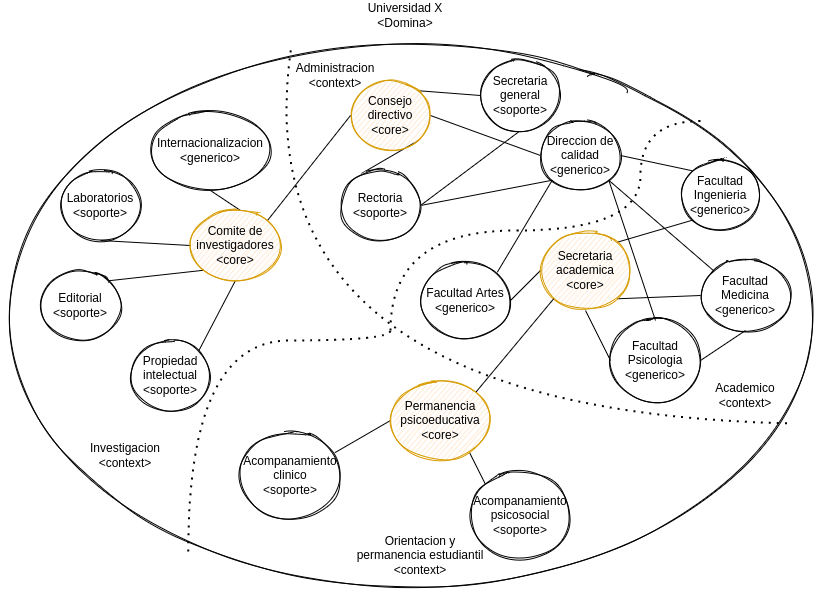 Universidad X
<Domina>
Administracion
<context>
Consejo
directivo
<core>
Secretaria
general
<soporte>
Direccion de
calidad
<generico>
Rectoria
<soporte>
Internacionalizacion
<generico>
Laboratorios
<soporte>
Comite de
investigadores
<core>
Editorial
<soporte>
Propiedad
intelectual
<soporte>
Investigacion
<context>
Facultad
Ingenieria
<generico>
Secretaria
academica
<core>
Facultad Artes
<generico>
Facultad
Medicina
<generico>
Facultad
Psicologia
<generico>
Academico
<context>
Permanencia
psicoeducativa
<core>
Acompanamiento
clinico
<soporte>
Acompanamiento
psicosocial
<soporte>
Orientacion y
permanencia estudiantil
<context>